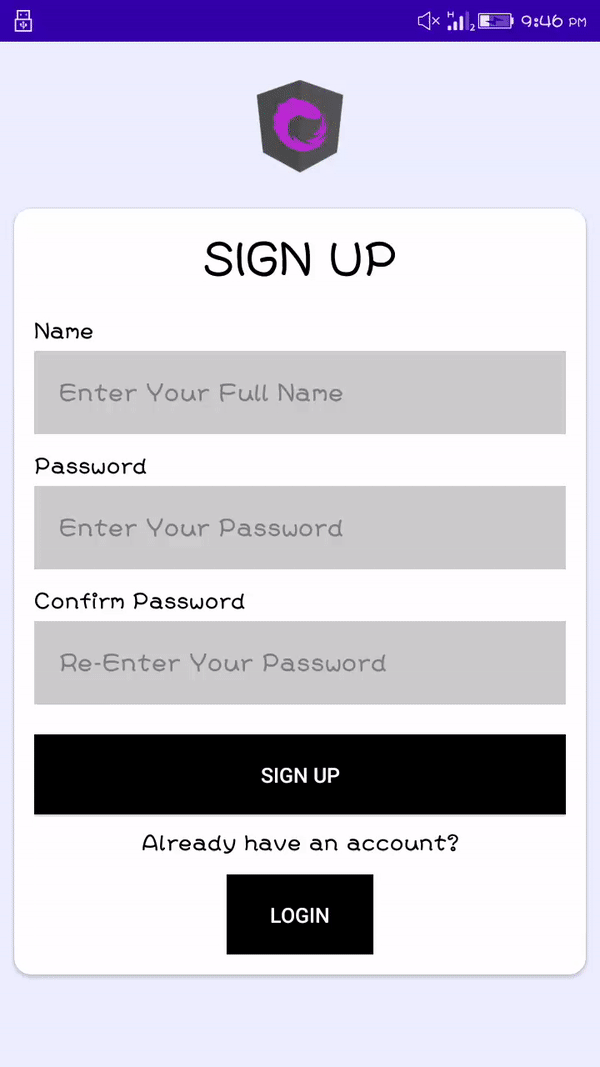 H 2 9:46 PM
SIGN UP
Name
Enter Your Full Name
Password
Enter Your Password
Confirm Password
Re-Enter Your Password
SIGN UP
Already have an account?
LOGIN